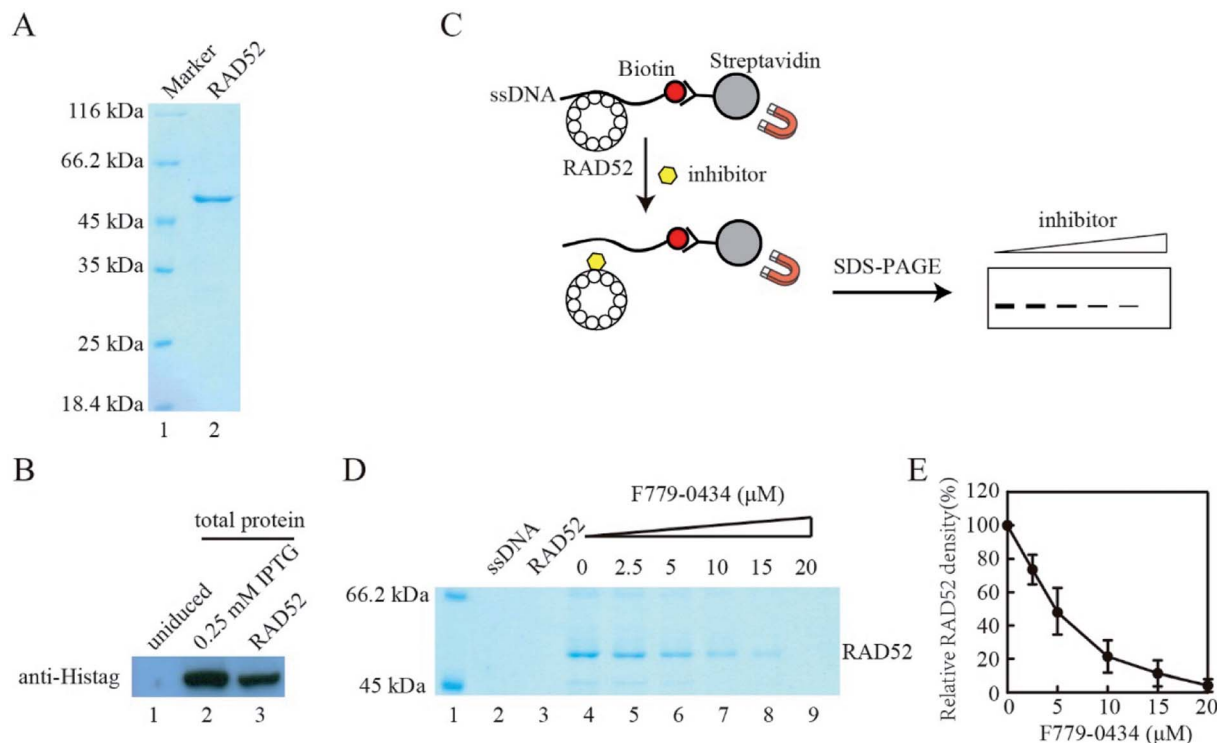 A
Marker
RAD52
116 kDa
66.2 kDa
45 kDa
35 kDa
25 kDa
18.4 kDa
1 2
B
total protein
uniduced
0.25 mM IPTG
RAD52
anti-Histag
1 2 3
C
ssDNA
Biotin
Streptavidin
RAD52
inhibitor
SDS-PAGE
inhibitor
D
F779-0434 (μM)
ssDNA
RAD52
0 2.5 5 10 15 20
66.2 kDa
45 kDa
RAD52
1 2 3 4 5 6 7 8 9
E
Relative RAD52 density(%)
120
100
80
60
40
20
0
0 5 10 15 20
F779-0434 (μM)